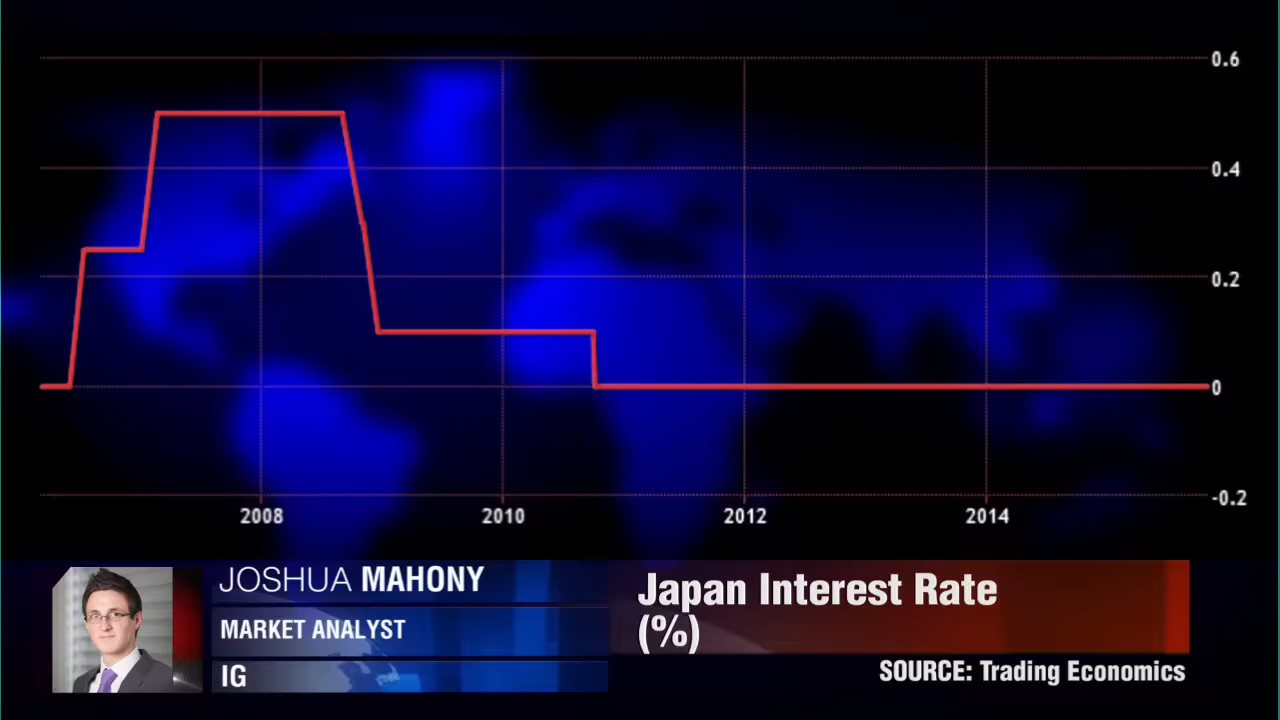 0.6
0.4
0.2
0
-0.2
2008 2010 2012 2014
JOSHUA MAHONY
MARKET ANALYST
IG
Japan Interest Rate
(%)
SOURCE: Trading Economics